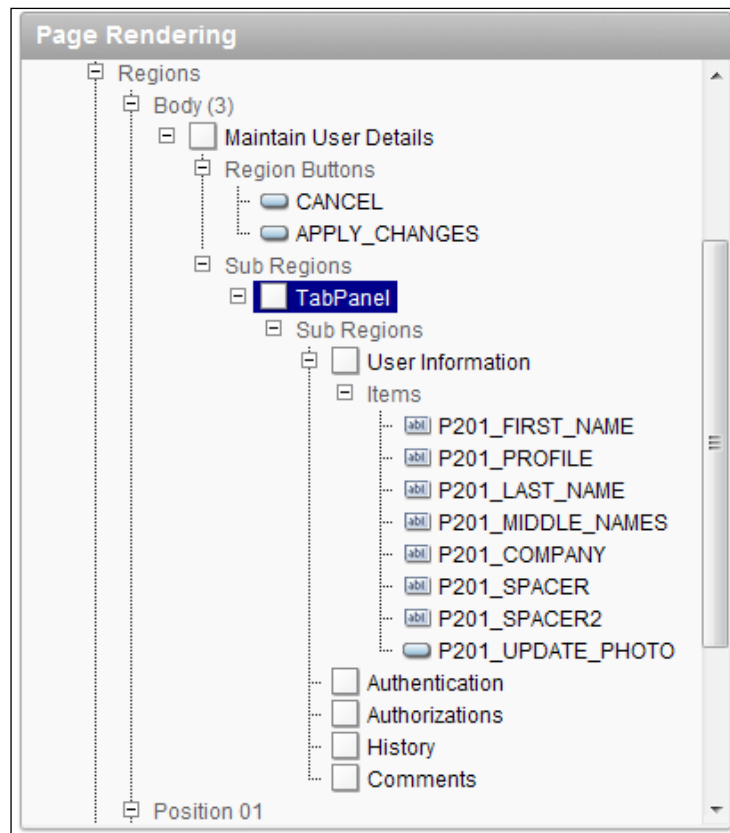 Page Rendering
Regions
Body (3)
Maintain User Details
Region Buttons
CANCEL
APPLY_CHANGES
Sub Regions
TabPanel
Sub Regions
User Information
Items
P201_FIRST_NAME
P201_PROFILE
P201_LAST_NAME
P201_MIDDLE_NAMES
P201_COMPANY
P201_SPACER
P201_SPACER2
P201_UPDATE_PHOTO
Authentication
Authorizations
History
Comments
Position 01